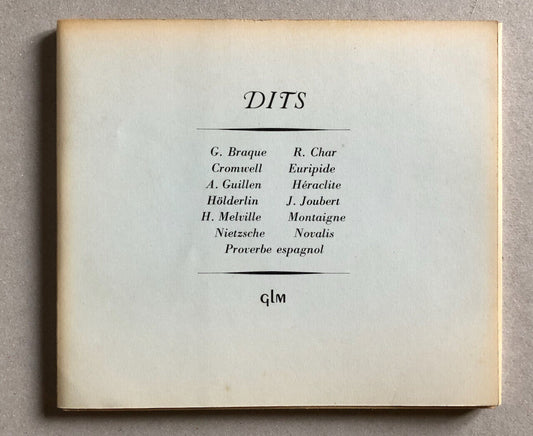 DITS
G. Braque R. Char
Cromwell Euripide
A. Guillen Héraclite
Hölderlin J. Joubert
H. Melville Montaigne
Nietzsche Novalis
Proverbe espagnol
GLM